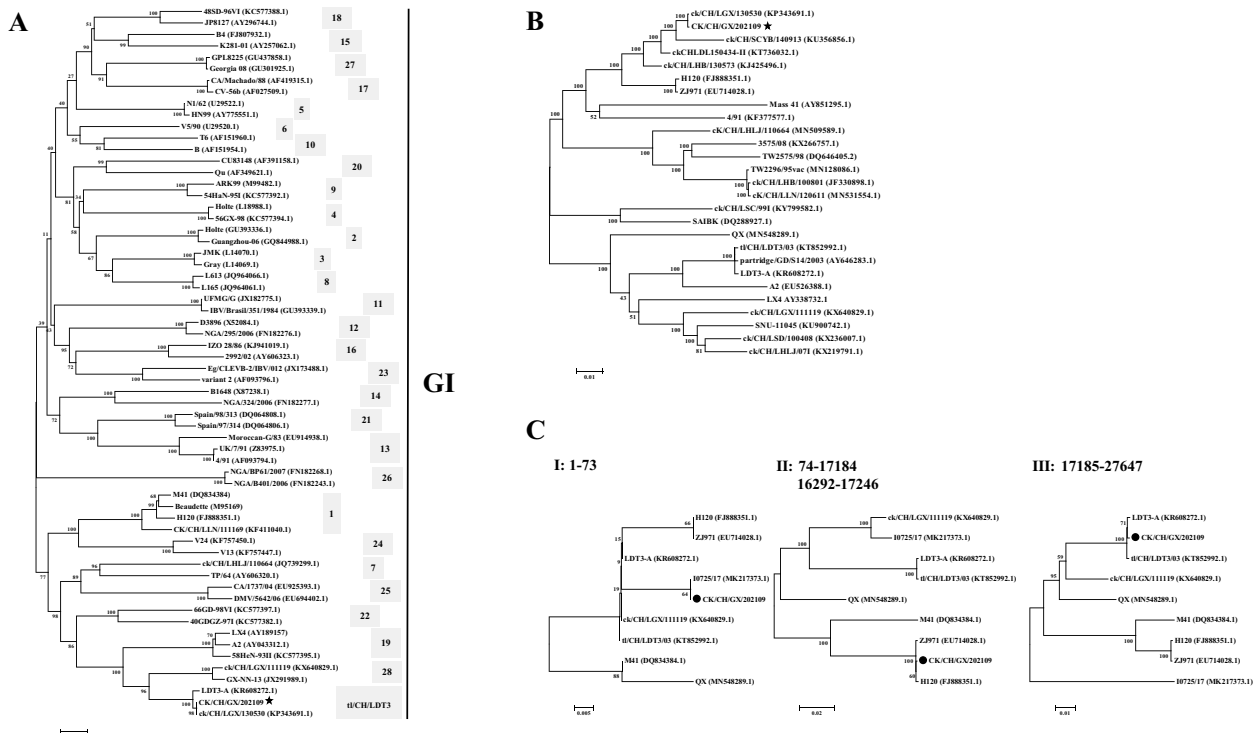 A
48SD-96VI (KC577388.1)
JP8127 (AY296744.1)
18
B4 (FJ807932.1)
K281-01 (AY257062.1)
15
GPL8225 (GU437858.1)
Georgia 08 (GU301925.1)
27
CA/Machado/88 (AF419315.1)
CV-56b (AF027509.1)
17
N1/62 (U29522.1)
HN99 (AY775551.1)
5
V5/90 (U29520.1)
6
T6 (AF151960.1)
B (AF151954.1)
10
CU83148 (AF391158.1)
Qu (AF349621.1)
20
ARK99 (M99482.1)
54HaN-95I (KC577392.1)
9
Holte (L18988.1)
56GX-98 (KC577394.1)
4
Holte (GU393336.1)
Guangzhou-06 (GQ844988.1)
2
JMK (L14070.1)
Gray (L14069.1)
3
L613 (JQ964066.1)
L165 (JQ964061.1)
8
UFMG/G (JX182775.1)
IBV/Brasil/351/1984 (GU393339.1)
11
D3896 (X52084.1)
NGA/295/2006 (FN182276.1)
12
IZO 28/86 (KJ941019.1)
2992/02 (AY606323.1)
16
Eg/CLEVB-2/IBV/012 (JX173488.1)
variant 2 (AF093796.1)
23
B1648 (X87238.1)
NGA/324/2006 (FN182277.1)
14
Spain/98/313 (DQ064808.1)
Spain/97/314 (DQ064806.1)
21
Moroccan-G/83 (EU914938.1)
UK/7/91 (Z83975.1)
4/91 (AF093794.1)
13
NGA/BP61/2007 (FN182268.1)
NGA/B401/2006 (FN182243.1)
26
M41 (DQ834384)
Beaudette (M95169)
H120 (FJ888351.1)
CK/CH/LLN/111169 (KF411040.1)
1
V24 (KF757450.1)
V13 (KF757447.1)
24
ck/CH/LHLJ/110664 (JQ739299.1)
TP/64 (AY606320.1)
7
CA/1737/04 (EU925393.1)
DMV/5642/06 (EU694402.1)
25
66GD-98VI (KC577397.1)
40GDGZ-97I (KC577382.1)
22
LX4 (AY189157)
A2 (AY043312.1)
58HeN-93II (KC577395.1)
19
ck/CH/LGX/111119 (KX640829.1)
GX-NN-13 (JX291989.1)
28
LDT3-A (KR608272.1)
CK/CH/GX/202109 ★
ck/CH/LGX/130530 (KP343691.1)
tl/CH/LDT3
GI
B
ck/CH/LGX/130530 (KP343691.1)
CK/CH/GX/202109 ★
ck/CH/SCYB/140913 (KU356856.1)
ckCHLDL150434-II (KT736032.1)
ck/CH/LHB/130573 (KJ425496.1)
H120 (FJ888351.1)
ZJ971 (EU714028.1)
Mass 41 (AY851295.1)
4/91 (KF377577.1)
cK/CH/LHLJ/110664 (MN509589.1)
3575/08 (KX266757.1)
TW2575/98 (DQ646405.2)
TW2296/95vac (MN128086.1)
ck/CH/LHB/100801 (JF330898.1)
cK/CH/LLN/120611 (MN531554.1)
ck/CH/LSC/99I (KY799582.1)
SAIBK (DQ288927.1)
QX (MN548289.1)
tl/CH/LDT3/03 (KT852992.1)
partridge/GD/S14/2003 (AY646283.1)
LDT3-A (KR608272.1)
A2 (EU526388.1)
LX4 AY338732.1
ck/CH/LGX/111119 (KX640829.1)
SNU-11045 (KU900742.1)
ck/CH/LSD/100408 (KX236007.1)
ck/CH/LHLJ/07I (KX219791.1)
0.01
C
I: 1-73
H120 (FJ888351.1)
ZJ971 (EU714028.1)
LDT3-A (KR608272.1)
I0725/17 (MK217373.1)
CK/CH/GX/202109
ck/CH/LGX/111119 (KX640829.1)
tl/CH/LDT3/03 (KT852992.1)
M41 (DQ834384.1)
QX (MN548289.1)
0.005
II: 74-17184
16292-17246
ck/CH/LGX/111119 (KX640829.1)
I0725/17 (MK217373.1)
LDT3-A (KR608272.1)
tl/CH/LDT3/03 (KT852992.1)
QX (MN548289.1)
M41 (DQ834384.1)
ZJ971 (EU714028.1)
CK/CH/GX/202109
H120 (FJ888351.1)
0.02
III: 17185-27647
LDT3-A (KR608272.1)
CK/CH/GX/202109
tl/CH/LDT3/03 (KT852992.1)
ck/CH/LGX/111119 (KX640829.1)
QX (MN548289.1)
M41 (DQ834384.1)
H120 (FJ888351.1)
ZJ971 (EU714028.1)
I0725/17 (MK217373.1)
0.01